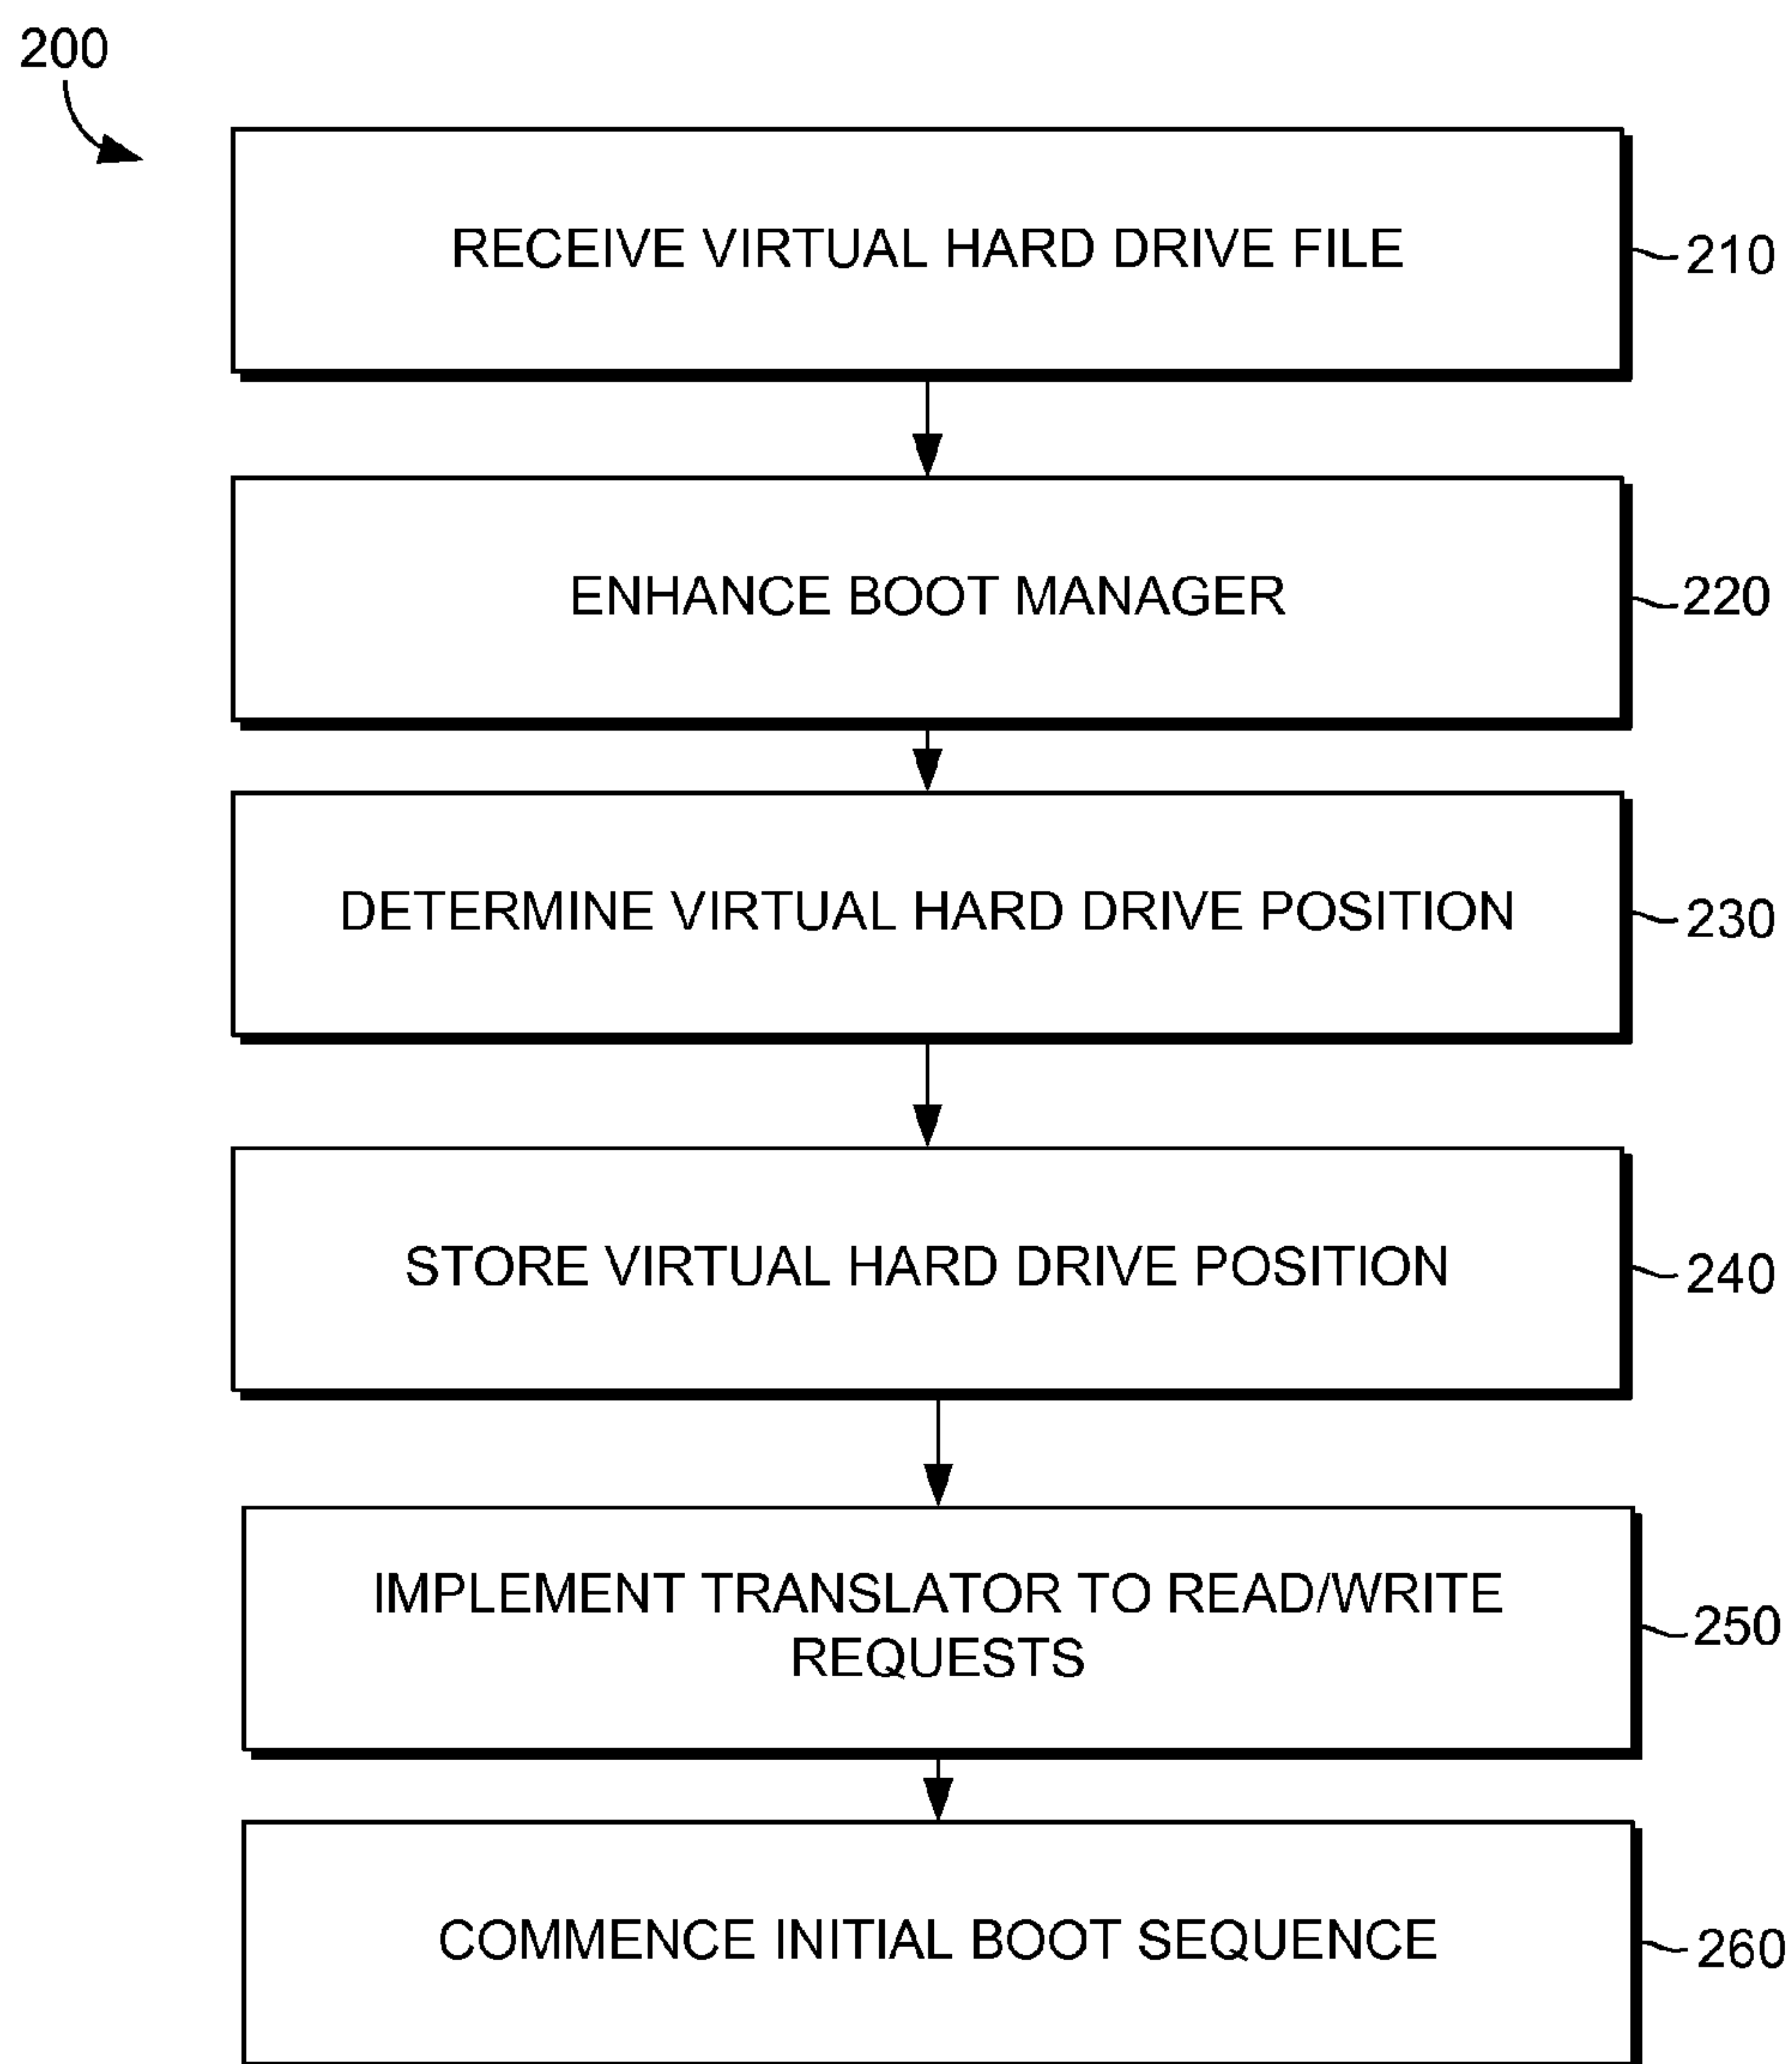 200
RECEIVE VIRTUAL HARD DRIVE FILE
210
ENHANCE BOOT MANAGER
220
DETERMINE VIRTUAL HARD DRIVE POSITION
230
STORE VIRTUAL HARD DRIVE POSITION
240
IMPLEMENT TRANSLATOR TO READ/WRITE
REQUESTS
250
COMMENCE INITIAL BOOT SEQUENCE
260